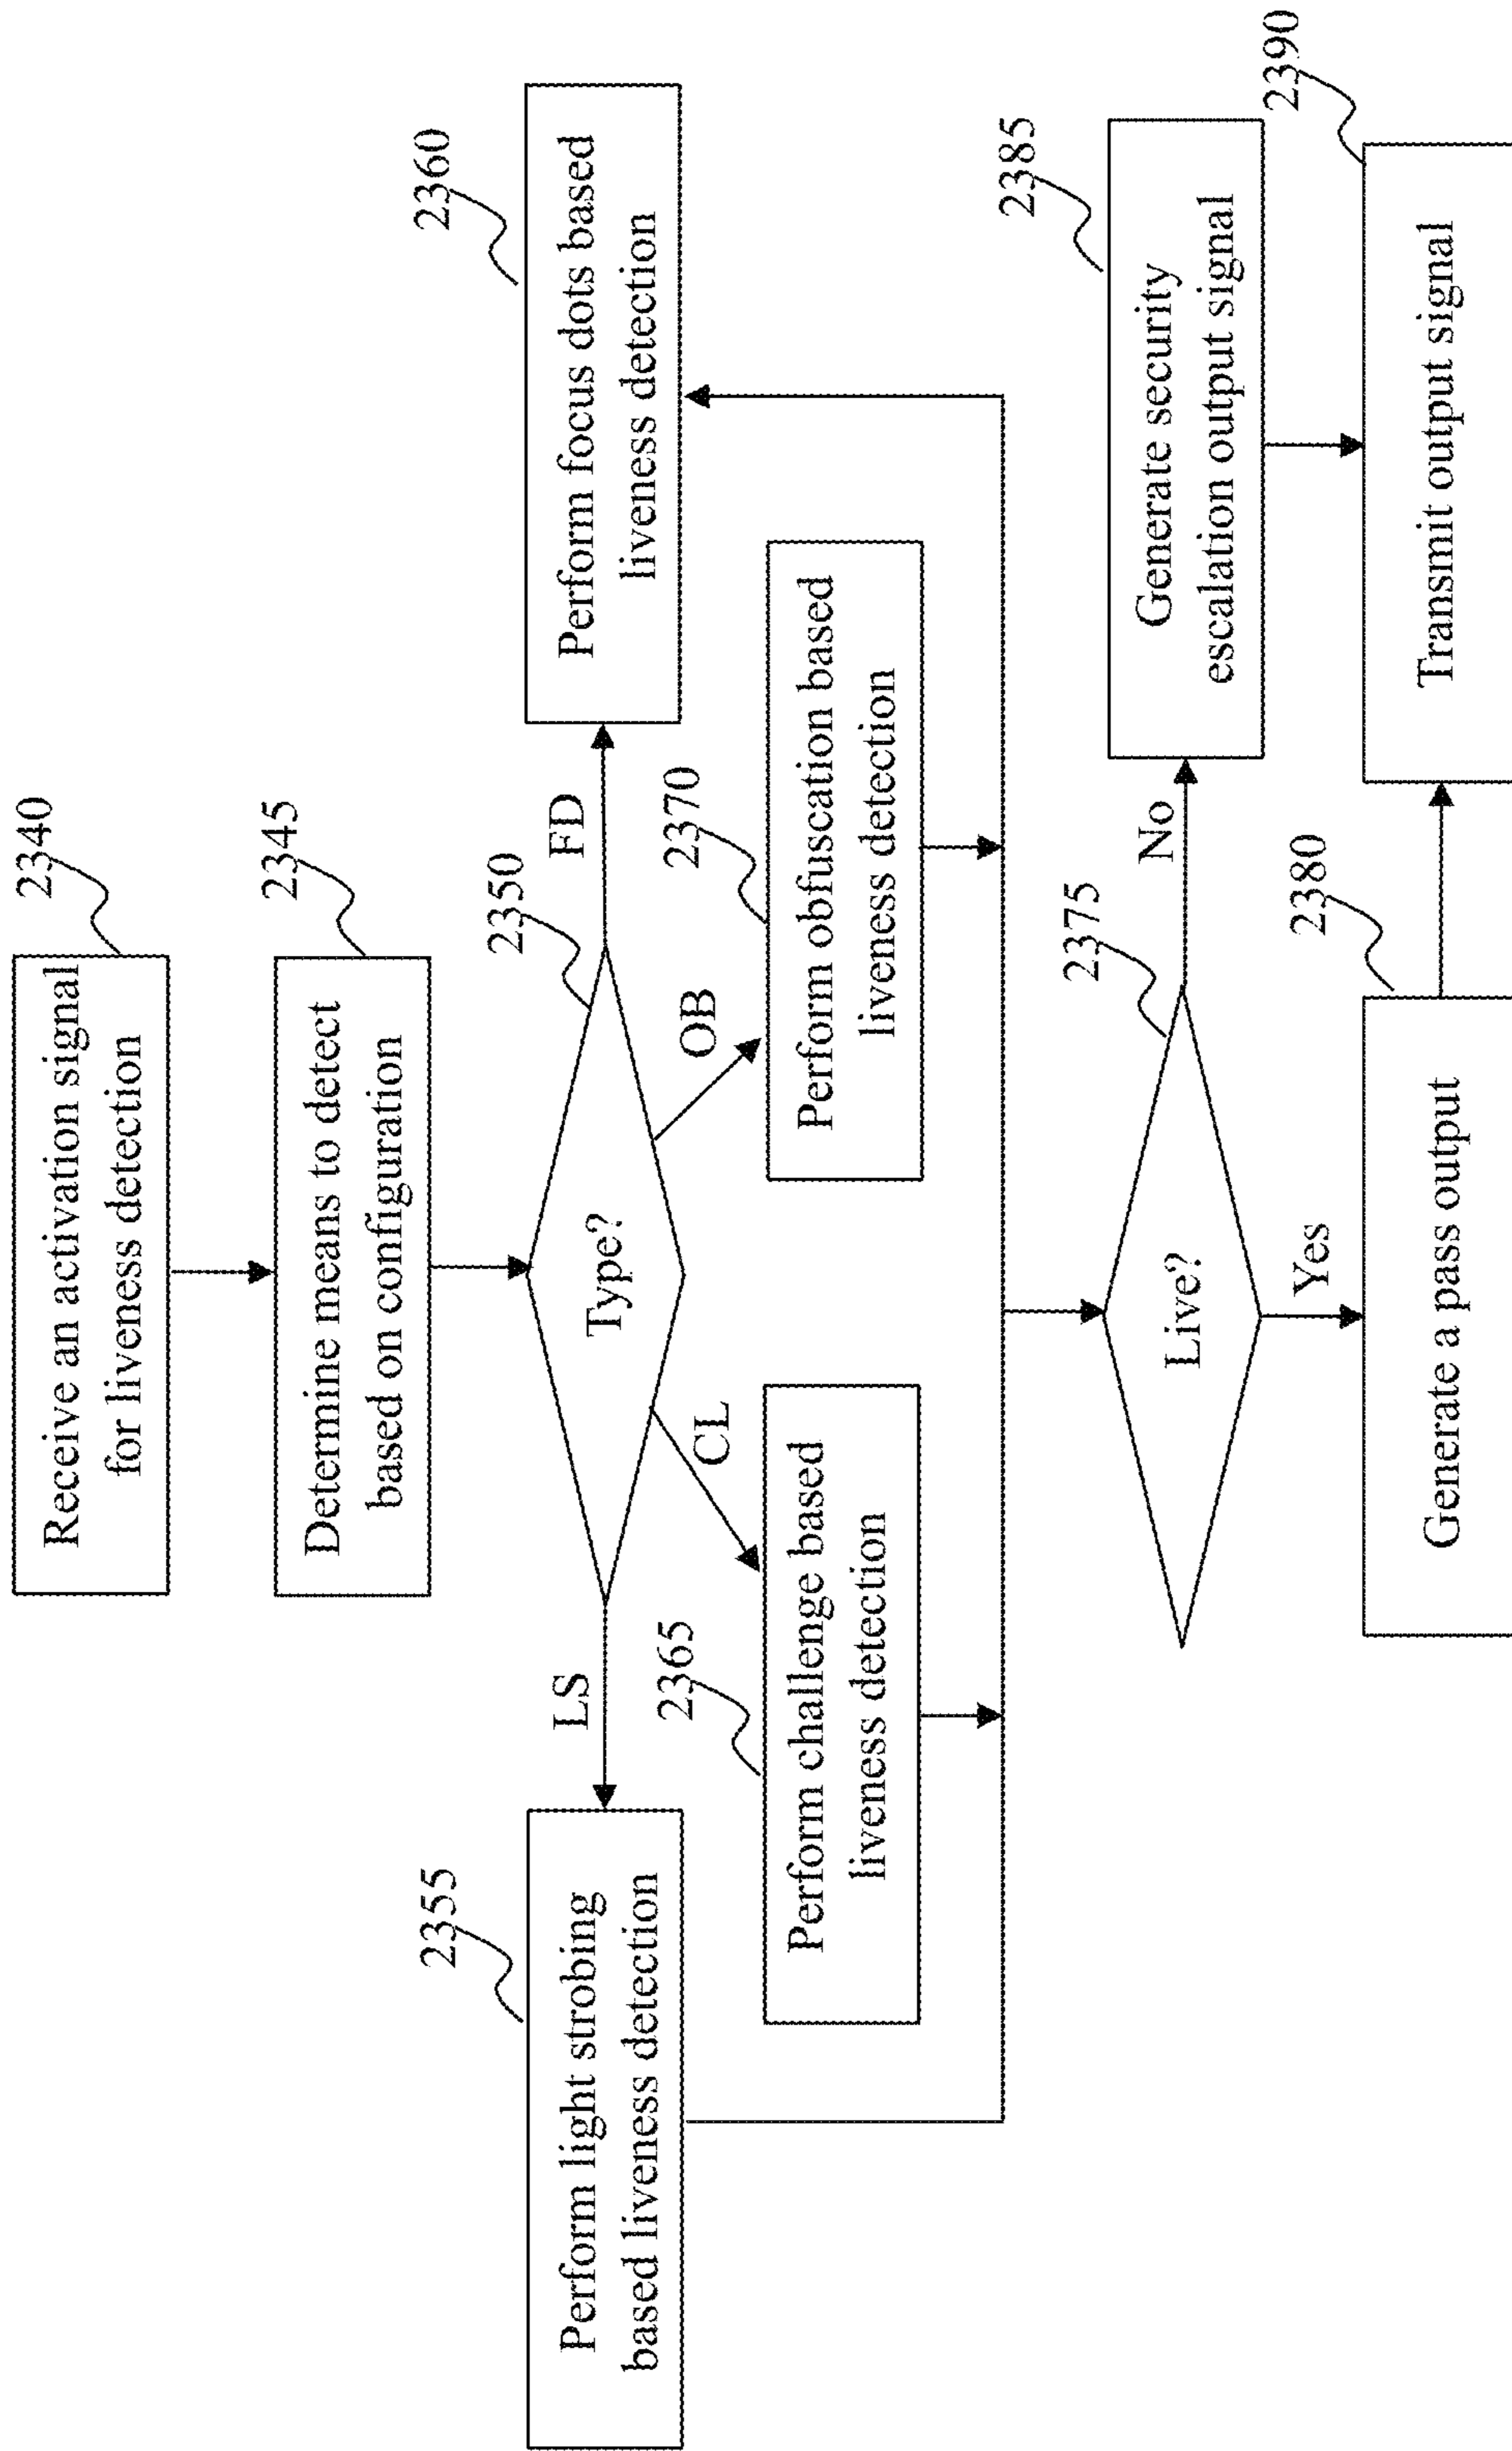 2340
Receive an activation signal
for liveness detection
2345
Determine means to detect
based on configuration
2350
Type?
LS
FD
CL
OB
2355
Perform light strobing
based liveness detection
2360
Perform focus dots based
liveness detection
2365
Perform challenge based
liveness detection
2370
Perform obfuscation based
liveness detection
2375
Live?
No
Yes
2385
Generate security
escalation output signal
2380
Generate a pass output
2390
Transmit output signal